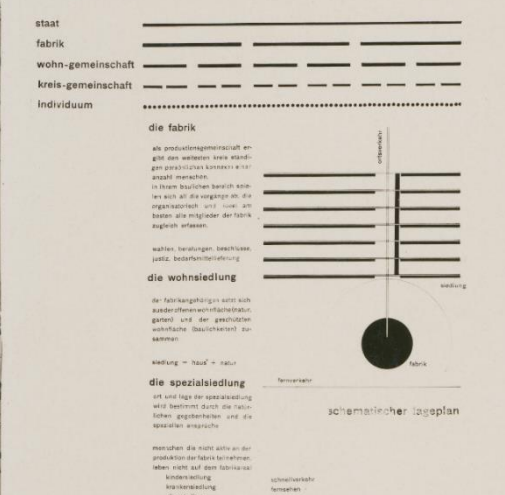 staat
fabrik
wohn-gemeinschaft
kreis-gemeinschaft
individuum
die fabrik
als produktionsgemeinschaft er-
gibt den weitesten kreis ständi-
gen persönlichen konnexes einer
anzahl menschen.
in ihrem baulichen bereich spie-
len sich all die vorgänge ab, die
organisatorisch und am
besten alle mitglieder der fabrik
zugleich erfassen.
wahlen, beratungen, beschlüsse,
justiz, bedarfsmittellieferung
die wohnsiedlung
der fabrikangehörigen setzt sich
aus der offenen wohnfläche (natur,
garten) und der geschützten
wohnfläche (baulichkeiten) zu-
sammen
siedlung = haus + natur
die spezialsiedlung
ort und lage der spezialsiedlung
wird bestimmt durch die natür-
lichen gegebenheiten und die
speziellen ansprüche
menschen die nicht aktiv an der
produktion der fabrik teilnehmen,
leben nicht auf dem fabrikareal
kindersiedlung
krankensiedlung
ortsverkehr
siedlung
fabrik
fernverkehr
schematischer lageplan
schnellverkehr
fernsehen